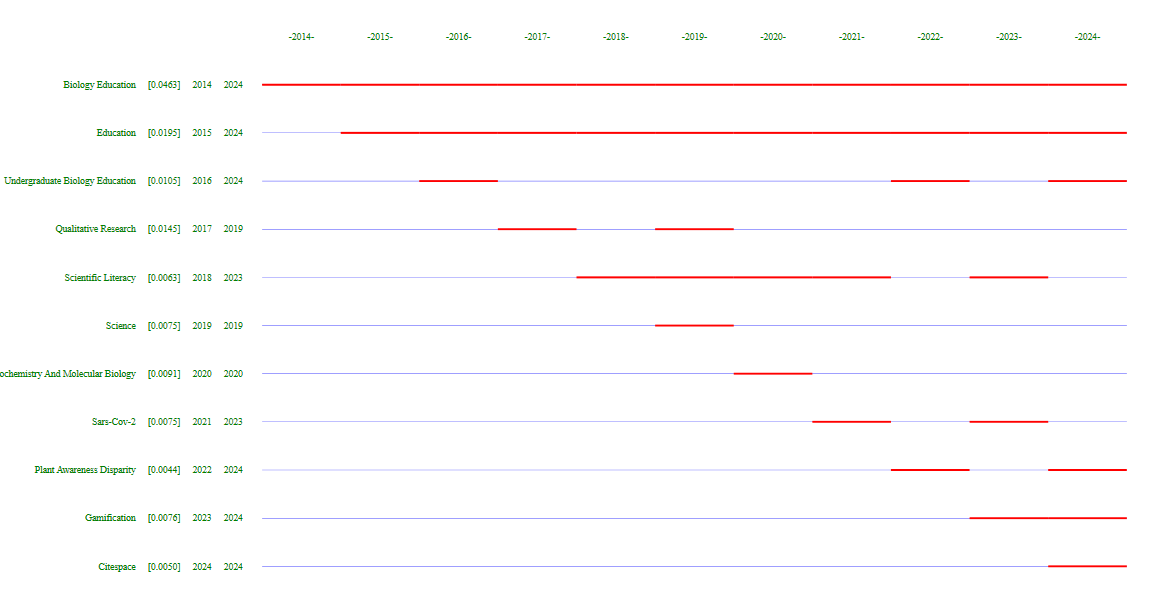 -2014- -2015- -2016- -2017- -2018- -2019- -2020- -2021- -2022- -2023- -2024-
Biology Education [0.0463] 2014 2024
Education [0.0195] 2015 2024
Undergraduate Biology Education [0.0105] 2016 2024
Qualitative Research [0.0145] 2017 2019
Scientific Literacy [0.0063] 2018 2023
Science [0.0075] 2019 2019
ochemistry And Molecular Biology [0.0091] 2020 2020
Sars-Cov-2 [0.0075] 2021 2023
Plant Awareness Disparity [0.0044] 2022 2024
Gamification [0.0076] 2023 2024
Citespace [0.0050] 2024 2024